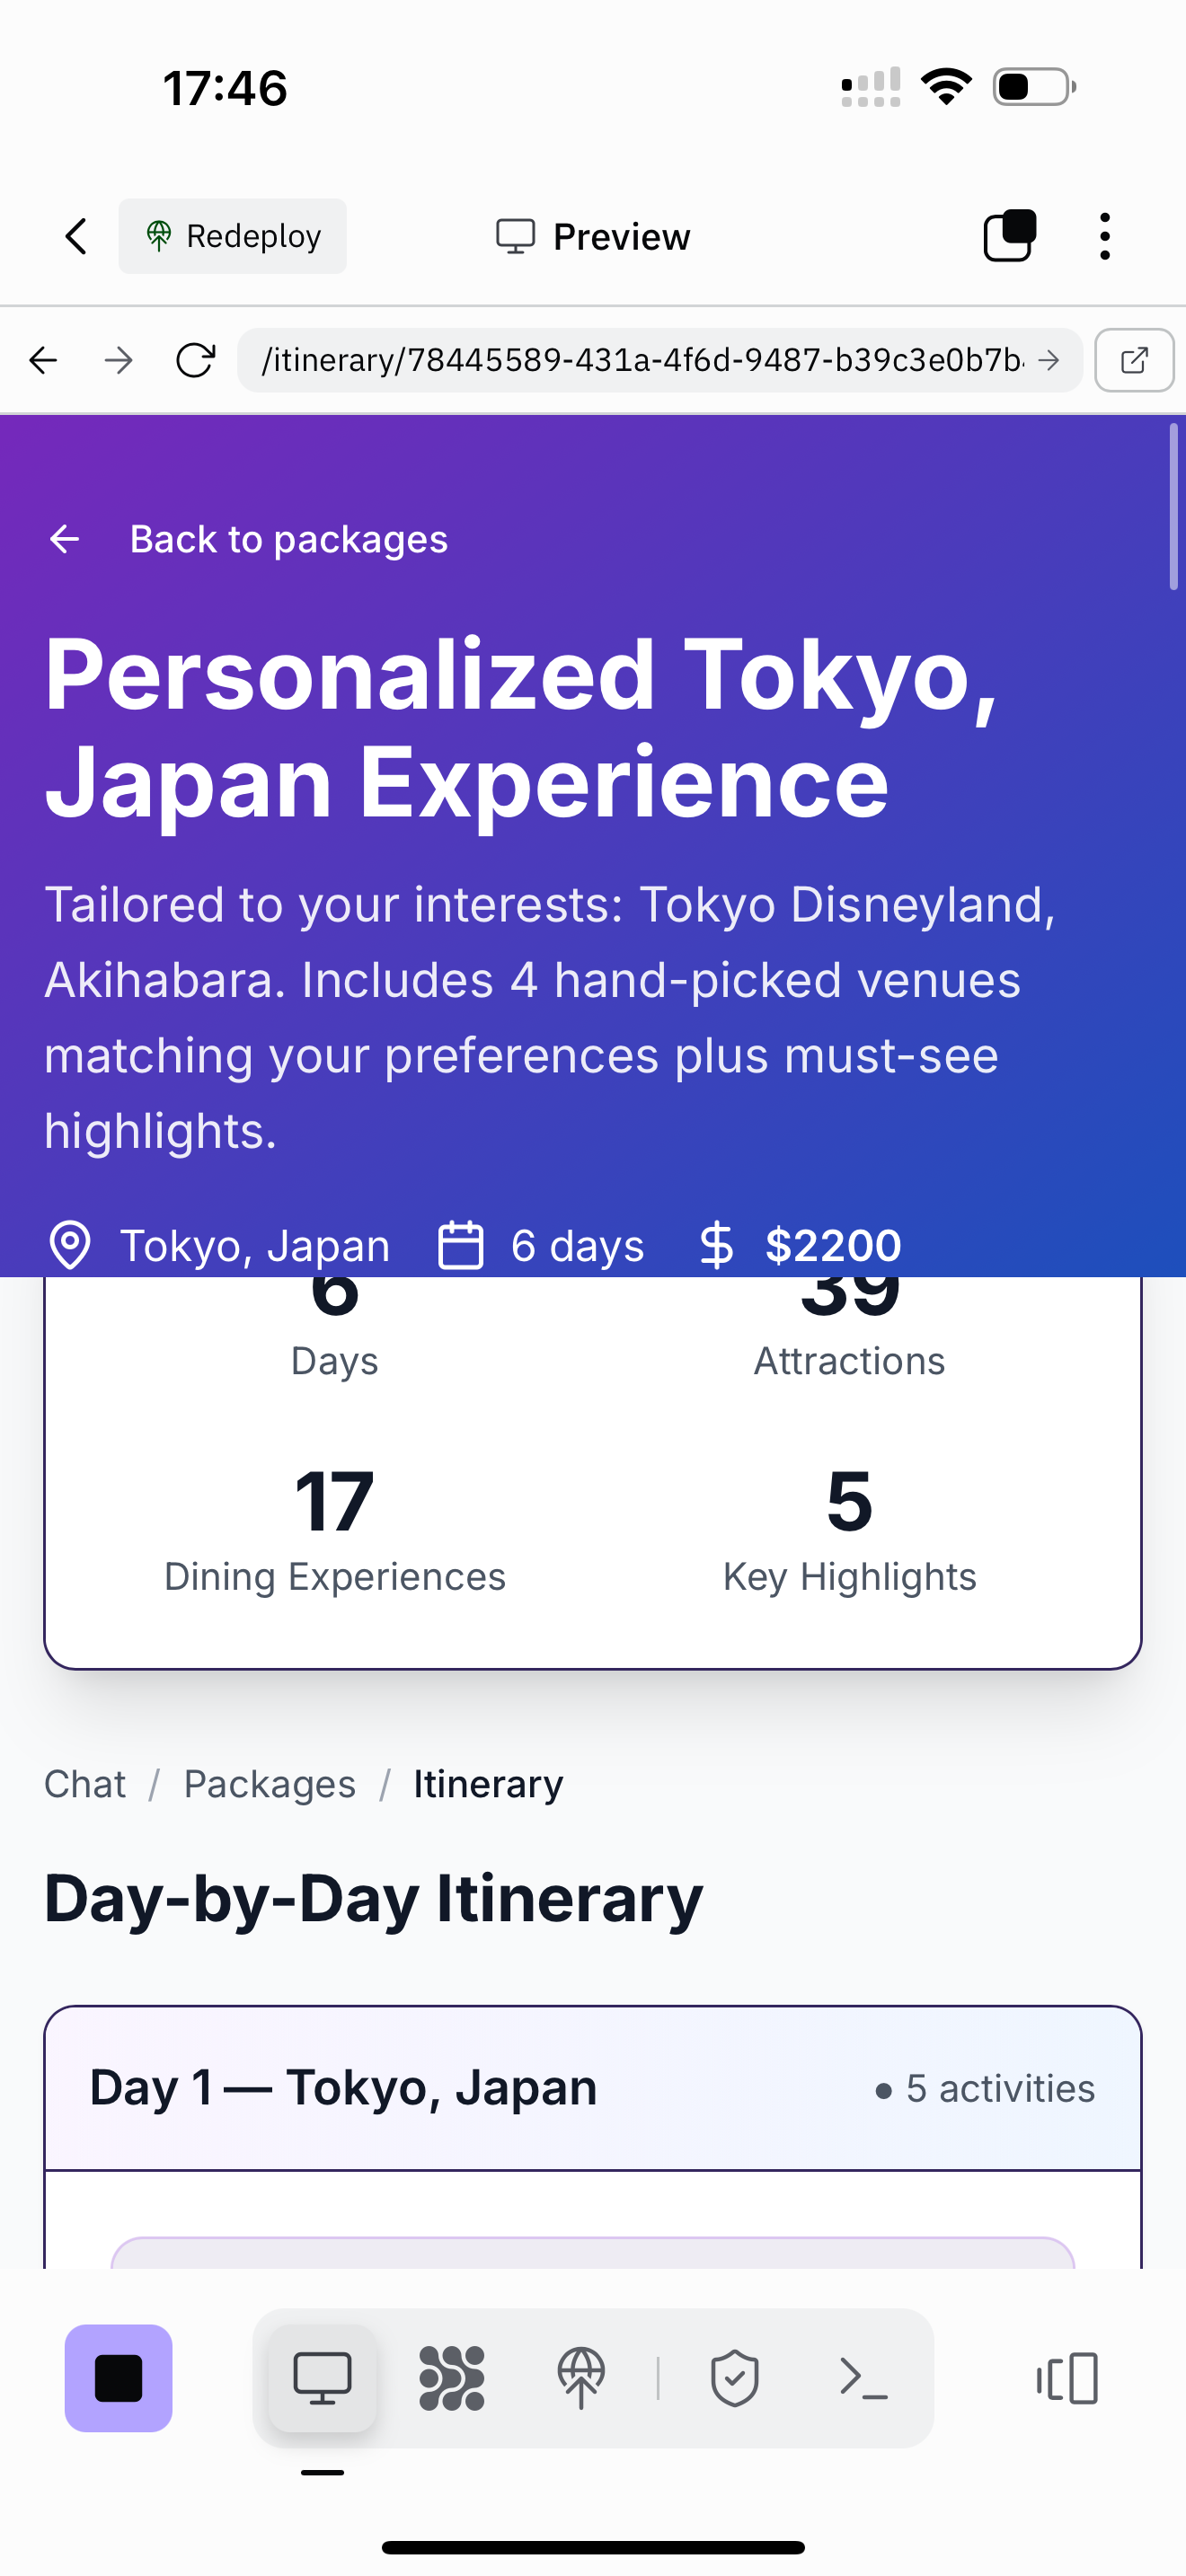 17:46
Redeploy
Preview
/itinerary/78445589-431a-4f6d-9487-b39c3e0b7b
Back to packages
Personalized Tokyo,
Japan Experience
Tailored to your interests: Tokyo Disneyland,
Akihabara. Includes 4 hand-picked venues
matching your preferences plus must-see
highlights.
Tokyo, Japan 6 days $2200
6 39
Days Attractions
17 5
Dining Experiences Key Highlights
Chat / Packages / Itinerary
Day-by-Day Itinerary
Day 1 — Tokyo, Japan • 5 activities